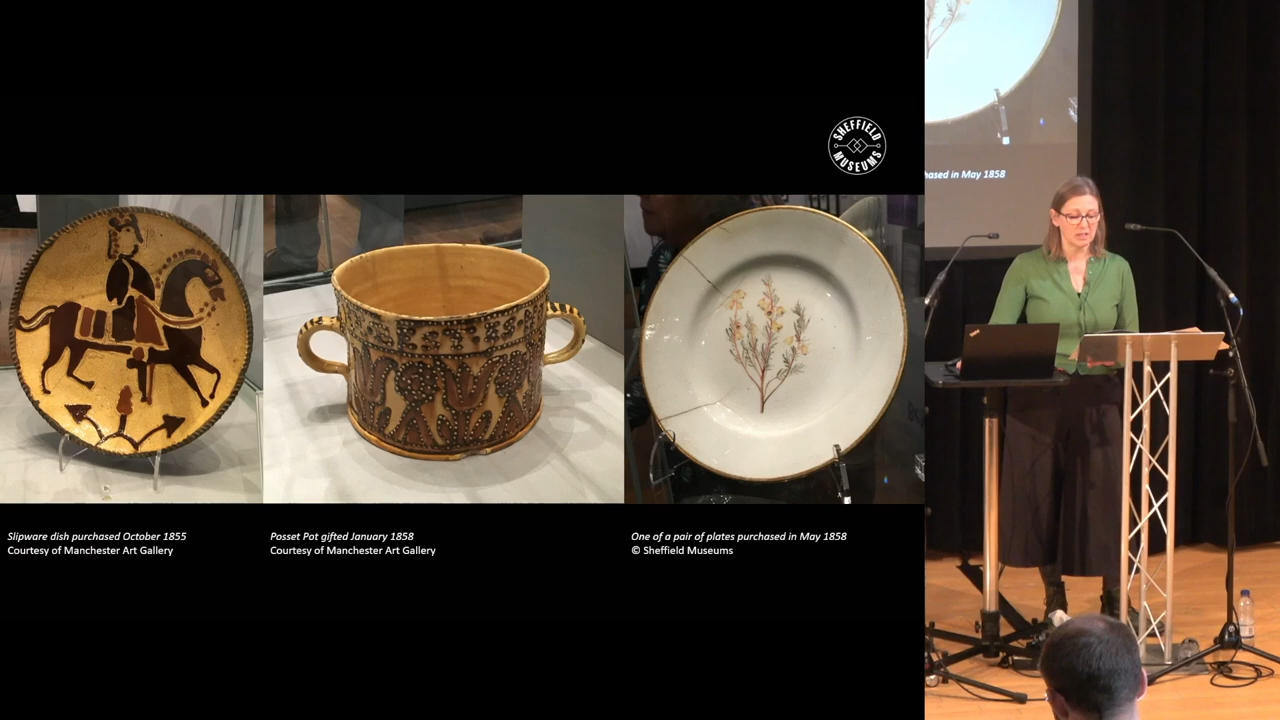 SHEFFIELD
MUSEUMS
Slipware dish purchased October 1855
Courtesy of Manchester Art Gallery
Posset Pot gifted January 1858
Courtesy of Manchester Art Gallery
One of a pair of plates purchased in May 1858
© Sheffield Museums
hased in May 1858